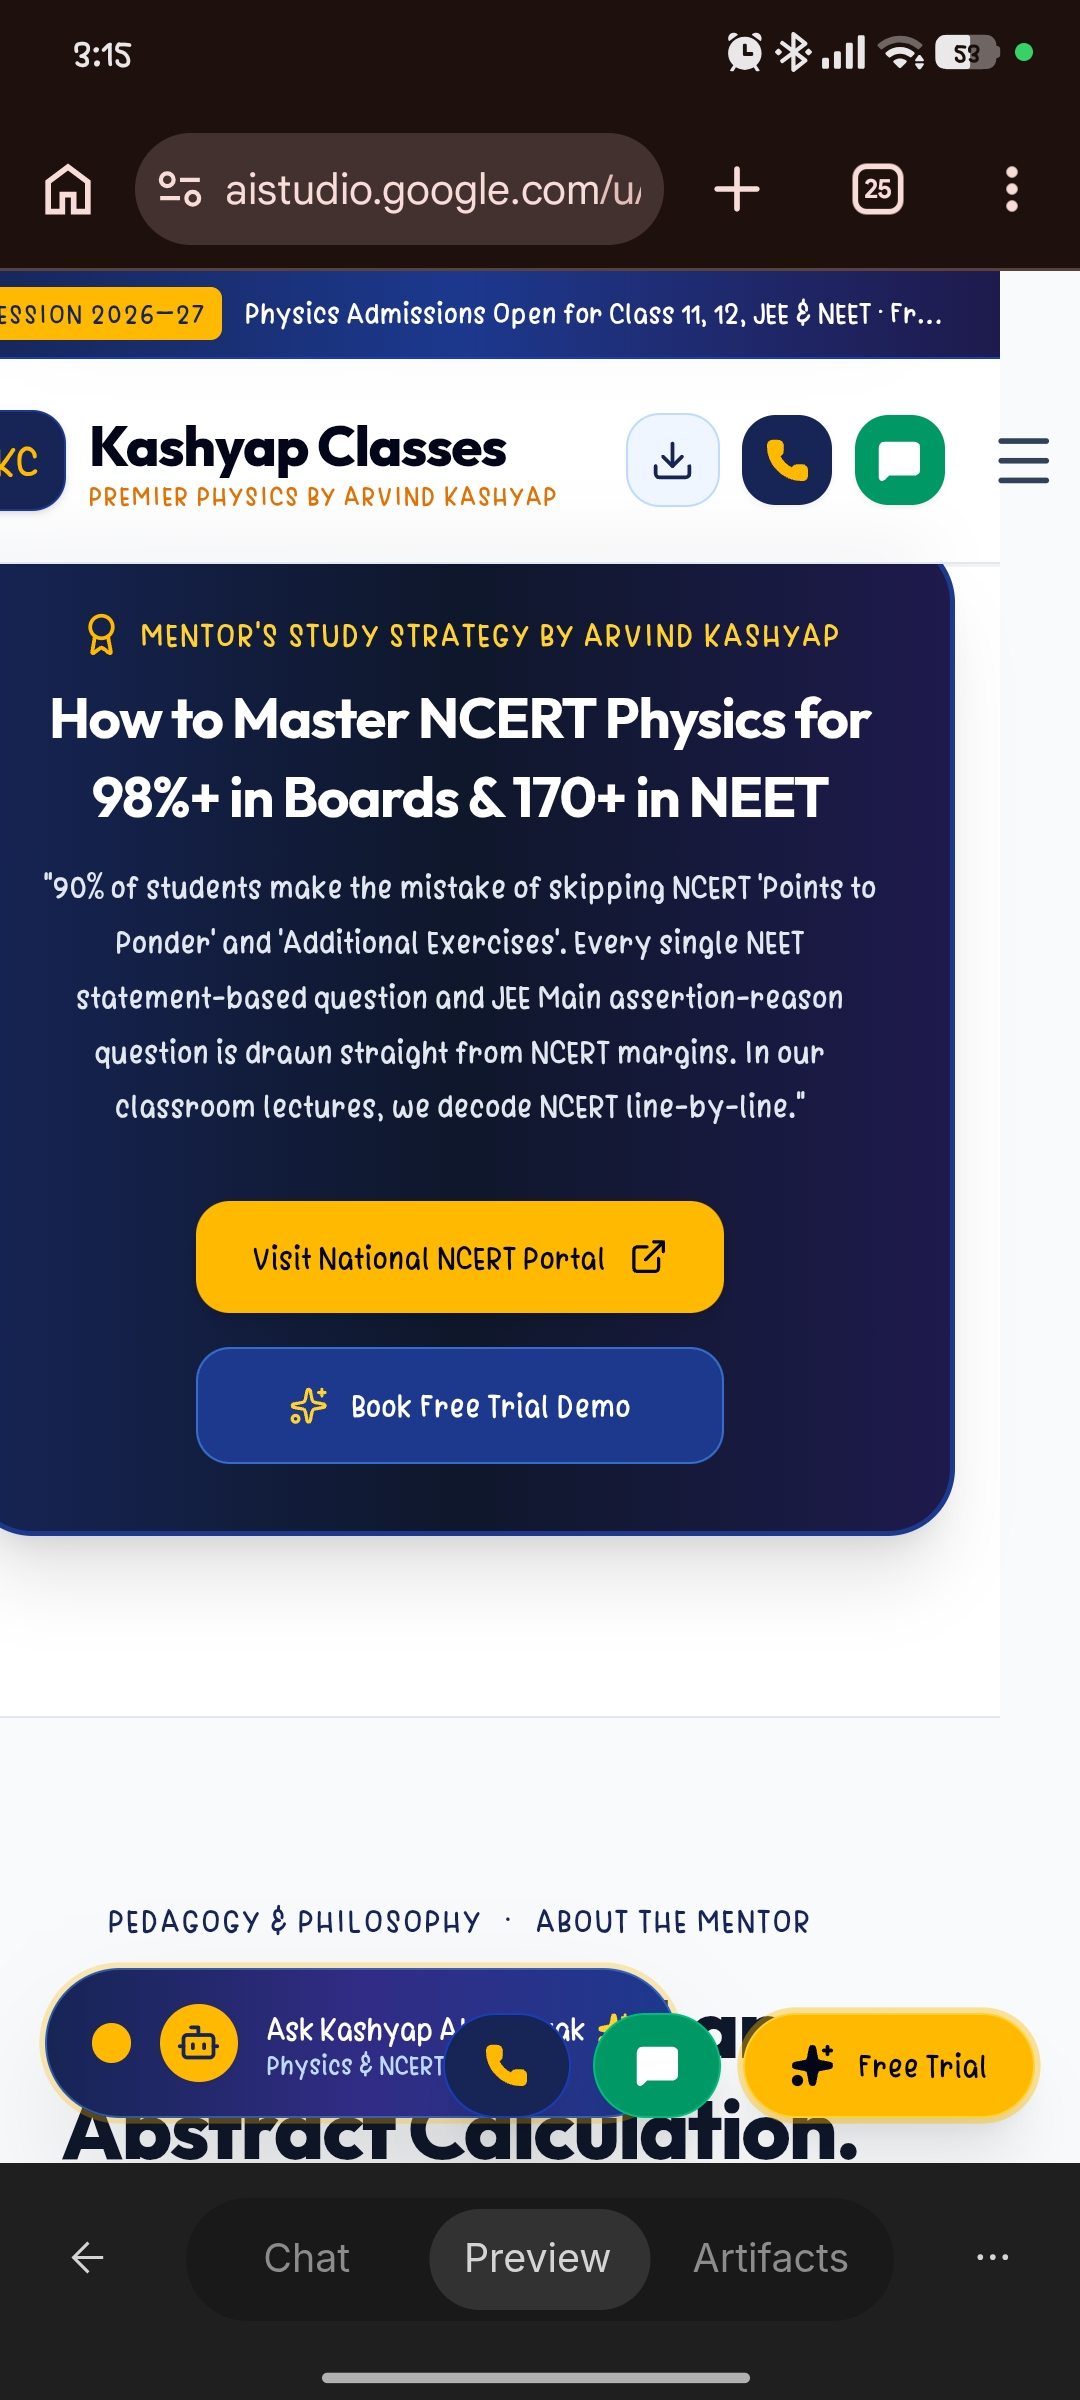 3:15
53
aistudio.google.com/u/
25
ESSION 2026–27
Physics Admissions Open for Class 11, 12, JEE & NEET · Fr...
KC
Kashyap Classes
PREMIER PHYSICS BY ARVIND KASHYAP
MENTOR'S STUDY STRATEGY BY ARVIND KASHYAP
How to Master NCERT Physics for
98%+ in Boards & 170+ in NEET
"90% of students make the mistake of skipping NCERT 'Points to
Ponder' and 'Additional Exercises'. Every single NEET
statement-based question and JEE Main assertion-reason
question is drawn straight from NCERT margins. In our
classroom lectures, we decode NCERT line-by-line."
Visit National NCERT Portal
Book Free Trial Demo
PEDAGOGY & PHILOSOPHY · ABOUT THE MENTOR
Ask Kashyap
Physics & NCERT
Free Trial
Abstract Calculation.
Chat
Preview
Artifacts